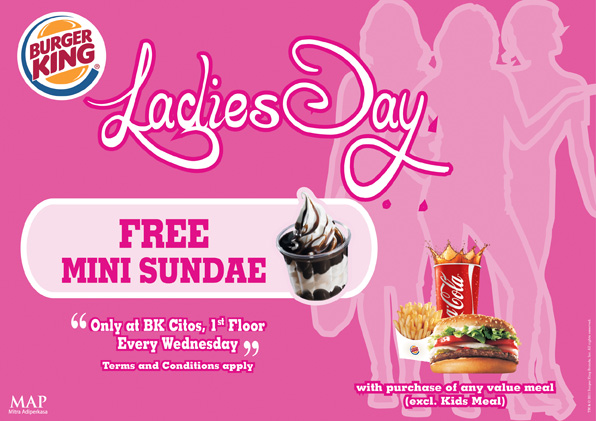 BURGER
KING®
Ladies Day
FREE
MINI SUNDAE
“Only at BK Citos, 1st Floor
Every Wednesday”
Terms and Conditions apply
Coca-Cola
with purchase of any value meal
(excl. Kids Meal)
MAP
Mitra Adiperkasa